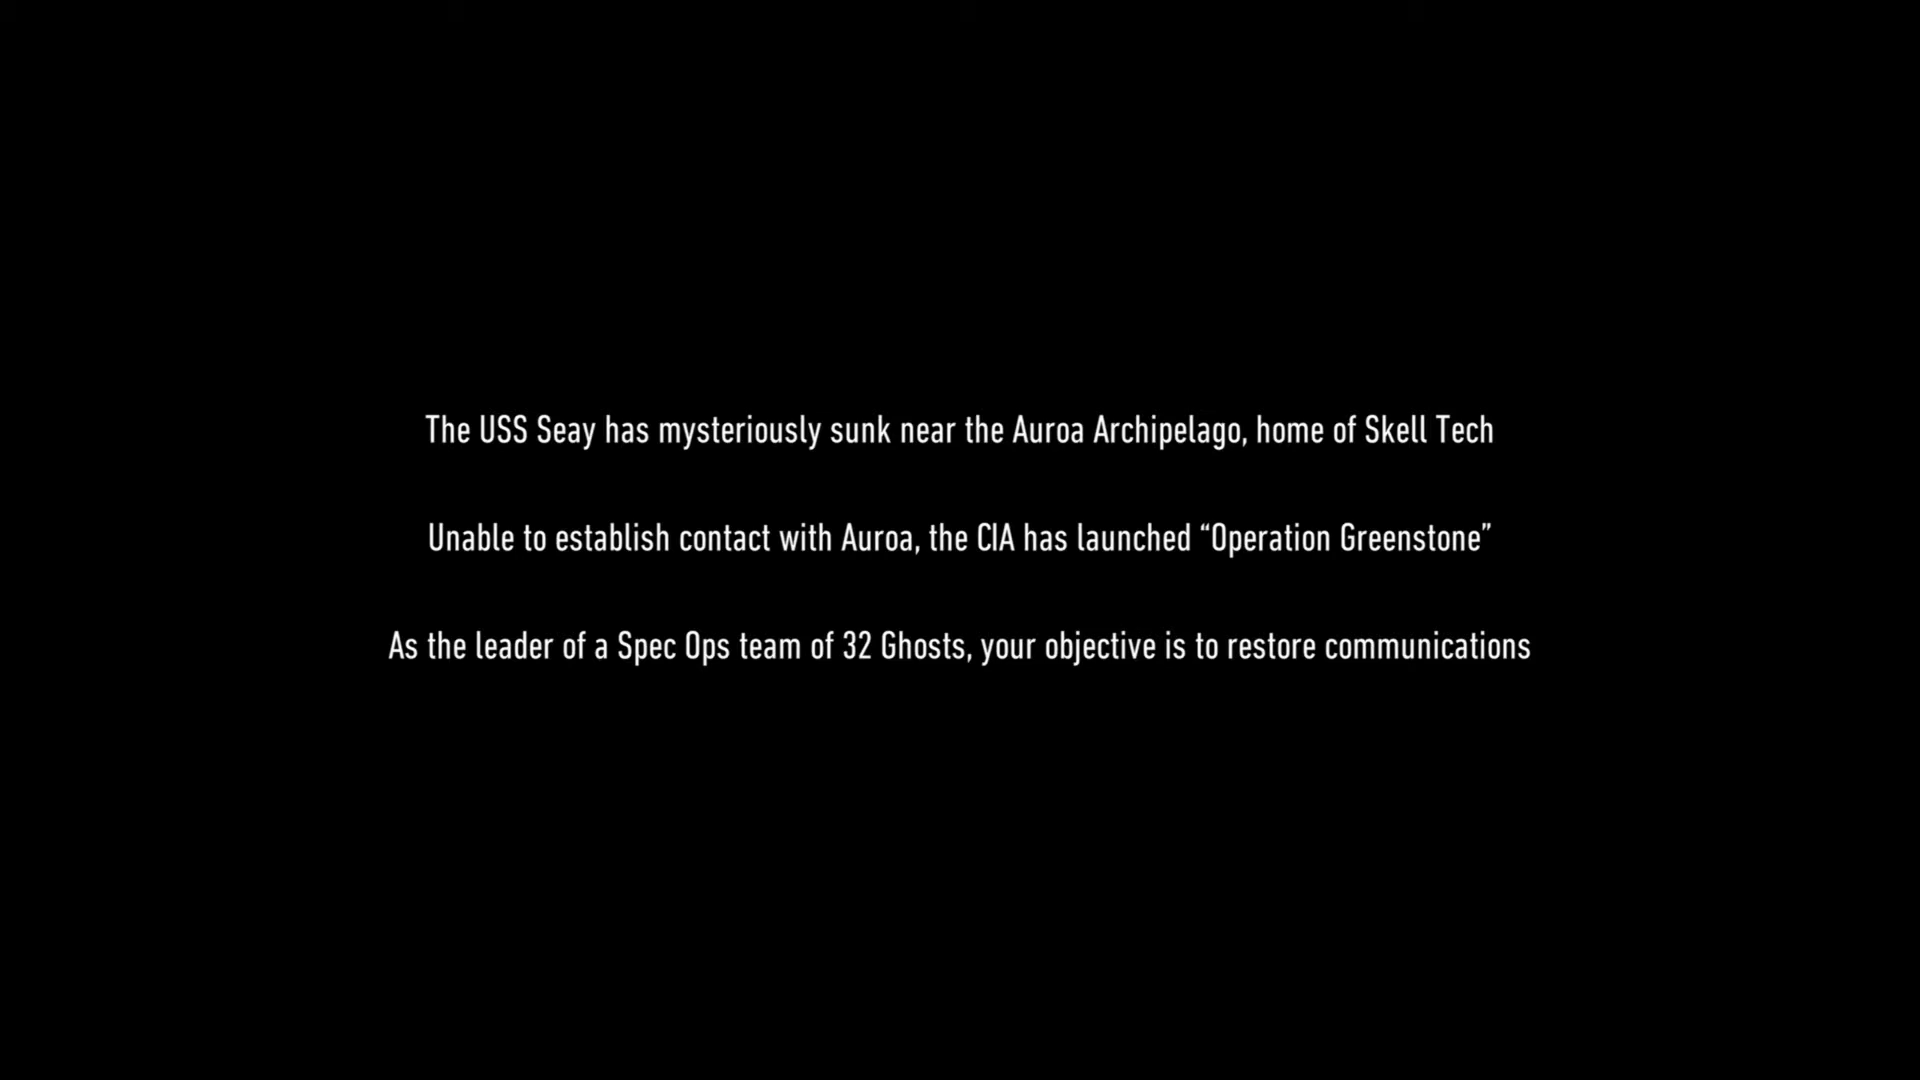 The USS Seay has mysteriously sunk near the Auroa Archipelago, home of Skell Tech
Unable to establish contact with Auroa, the CIA has launched “Operation Greenstone”
As the leader of a Spec Ops team of 32 Ghosts, your objective is to restore communications